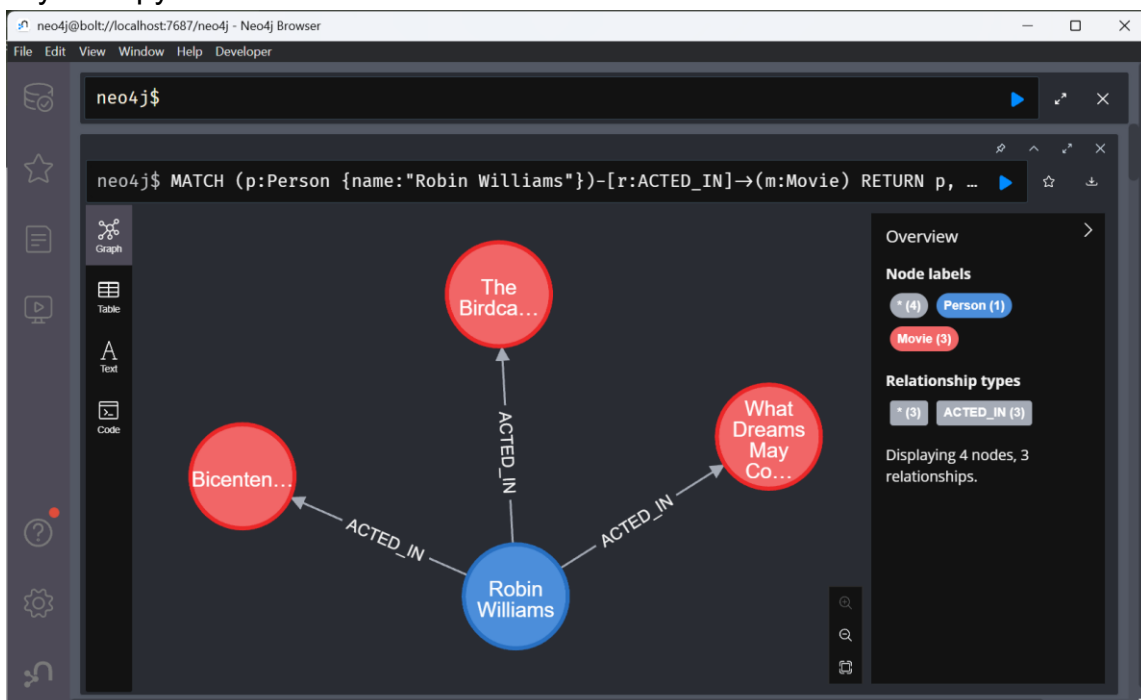 neo4j@bolt://localhost:7687/neo4j - Neo4j Browser
File Edit View Window Help Developer
neo4j$
neo4j$ MATCH (p:Person {name:"Robin Williams"})-[r:ACTED_IN]→(m:Movie) RETURN p, …
Graph
Table
Text
Code
The
Birdca…
ACTED_IN
What
Dreams
May
Co…
Bicenten…
ACTED_IN
ACTED_IN
Robin
Williams
Overview
Node labels
* (4) Person (1)
Movie (3)
Relationship types
* (3) ACTED_IN (3)
Displaying 4 nodes, 3
relationships.